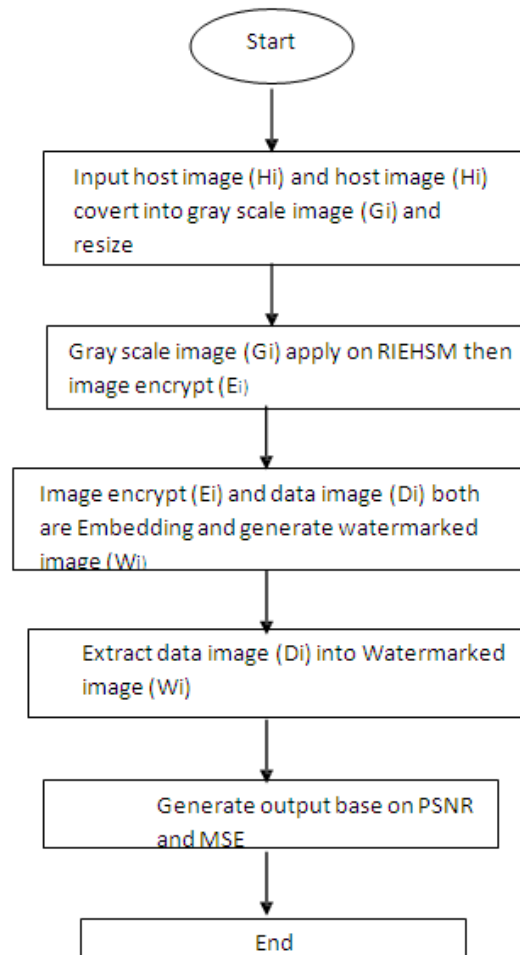 Start
Input host image (Hi) and host image (Hi)
covert into gray scale image (Gi) and
resize
Gray scale image (Gi) apply on RIEHSM then
image encrypt (Ei)
Image encrypt (Ei) and data image (Di) both
are Embedding and generate watermarked
image (Wi)
Extract data image (Di) into Watermarked
image (Wi)
Generate output base on PSNR
and MSE
End